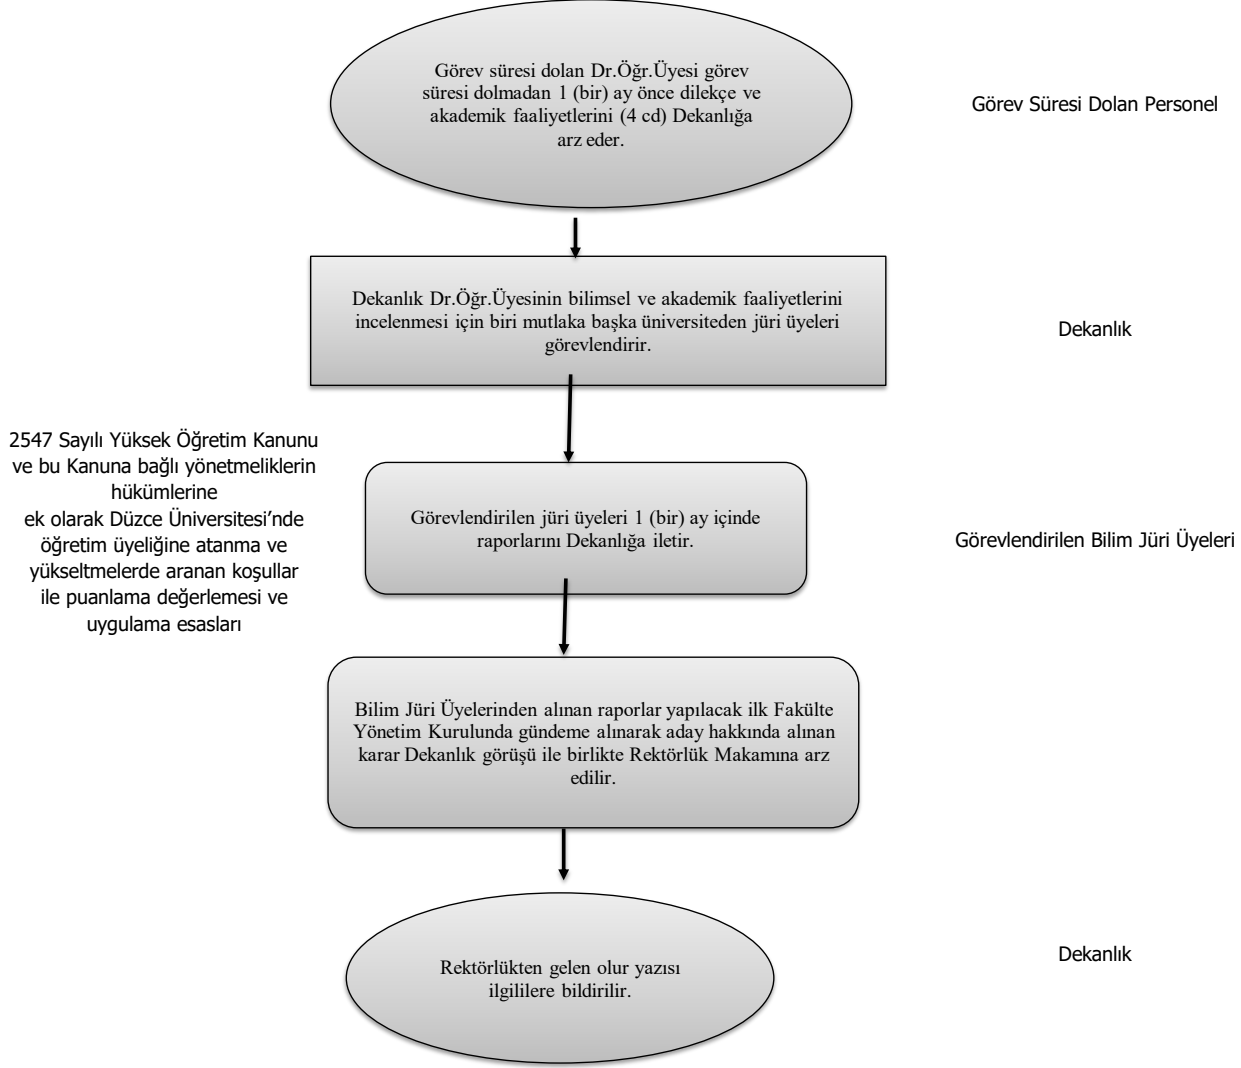 Görev süresi dolan Dr.Öğr.Üyesi görev
süresi dolmadan 1 (bir) ay önce dilekçe ve
akademik faaliyetlerini (4 cd) Dekanlığa
arz eder.
Görev Süresi Dolan Personel
Dekanlık Dr.Öğr.Üyesinin bilimsel ve akademik faaliyetlerini
incelenmesi için biri mutlaka başka üniversiteden jüri üyeleri
görevlendirir.
Dekanlık
2547 Sayılı Yüksek Öğretim Kanunu
ve bu Kanuna bağlı yönetmeliklerin
hükümlerine
ek olarak Düzce Üniversitesi’nde
öğretim üyeliğine atanma ve
yükseltmelerde aranan koşullar
ile puanlama değerlemesi ve
uygulama esasları
Görevlendirilen jüri üyeleri 1 (bir) ay içinde
raporlarını Dekanlığa iletir.
Görevlendirilen Bilim Jüri Üyeleri
Bilim Jüri Üyelerinden alınan raporlar yapılacak ilk Fakülte
Yönetim Kurulunda gündeme alınarak aday hakkında alınan
karar Dekanlık görüşü ile birlikte Rektörlük Makamına arz
edilir.
Rektörlükten gelen olur yazısı
ilgililere bildirilir.
Dekanlık